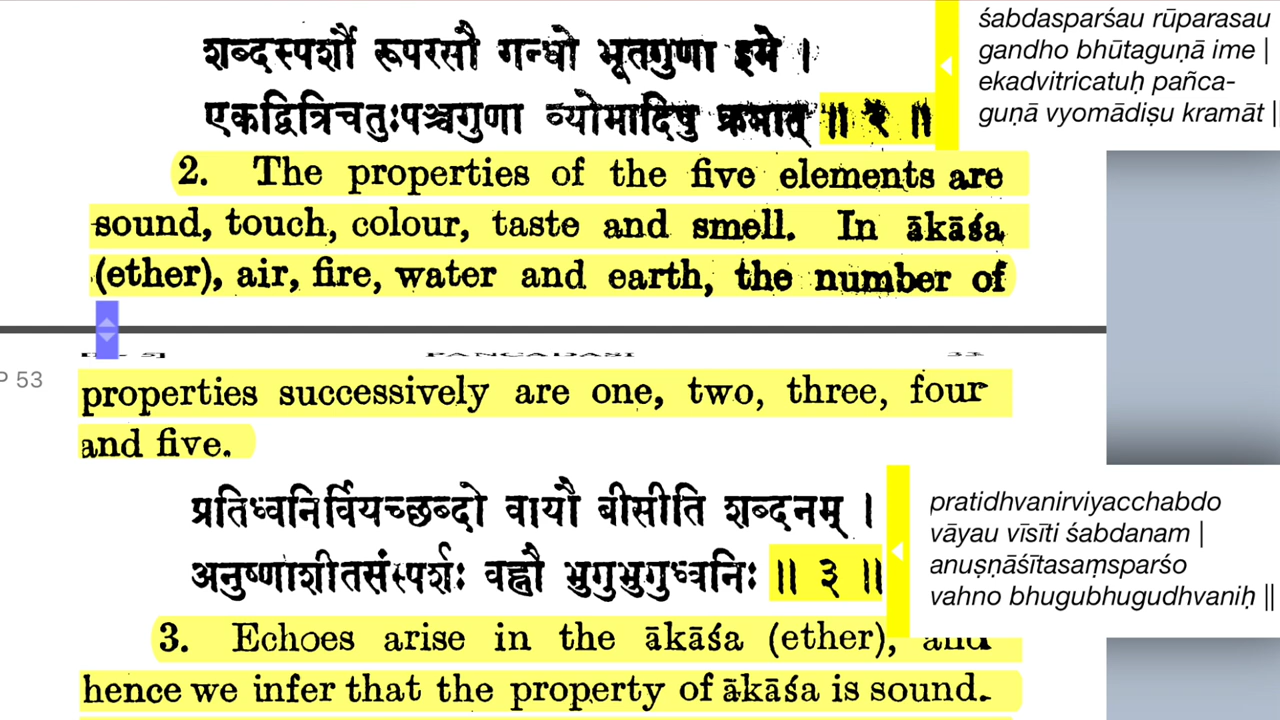 शब्दस्पर्शौ रूपरसौ गन्धो भूतगुणा इमे ।
एकद्वित्रिचतुःपञ्चगुणा व्योमादिषु क्रमात् ॥ २ ॥
śabdasparśau rūparasau
gandho bhūtaguṇā ime |
ekadvitricatuḥ pañca-
guṇā vyomādiṣu kramāt ||
2. The properties of the five elements are
sound, touch, colour, taste and smell. In ākāśa
(ether), air, fire, water and earth, the number of
PANCADASI
P 53
properties successively are one, two, three, four
and five.
प्रतिध्वनिर्वियच्छब्दो वायौ बीसीति शब्दनम् ।
अनुष्णाशीतसंस्पर्शः वह्नौ भुगुभुगुध्वनिः ॥ ३ ॥
pratidhvanirviyacchabdo
vāyau vīsīti śabdanam |
anuṣṇāśītasaṃsparśo
vahno bhugubhugudhvaniḥ ||
3. Echoes arise in the ākāśa (ether), and
hence we infer that the property of ākāśa is sound.